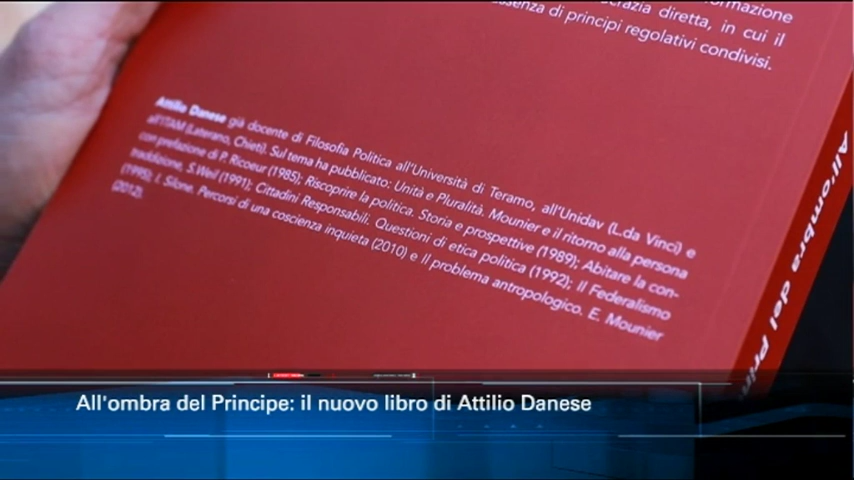 ormazione
crazia diretta, in cui il
ssenza di principi regolativi condivisi.
Attilio Danese già docente di Filosofia Politica all'Università di Teramo, all'Unidav (L.da Vinci) e
all'ITAM (Laterano, Chieti). Sul tema ha pubblicato: Unità e Pluralità. Mounier e il ritorno alla persona
con prefazione di P. Ricoeur (1985); Riscoprire la politica. Storia e prospettive (1989); Abitare la con-
traddizione, S.Weil (1991); Cittadini Responsabili. Questioni di etica politica (1992); Il Federalismo
(1995); I. Silone. Percorsi di una coscienza inquieta (2010) e Il problema antropologico. E. Mounier
(2012).
All'ombra del Prin
All'ombra del Principe: il nuovo libro di Attilio Danese